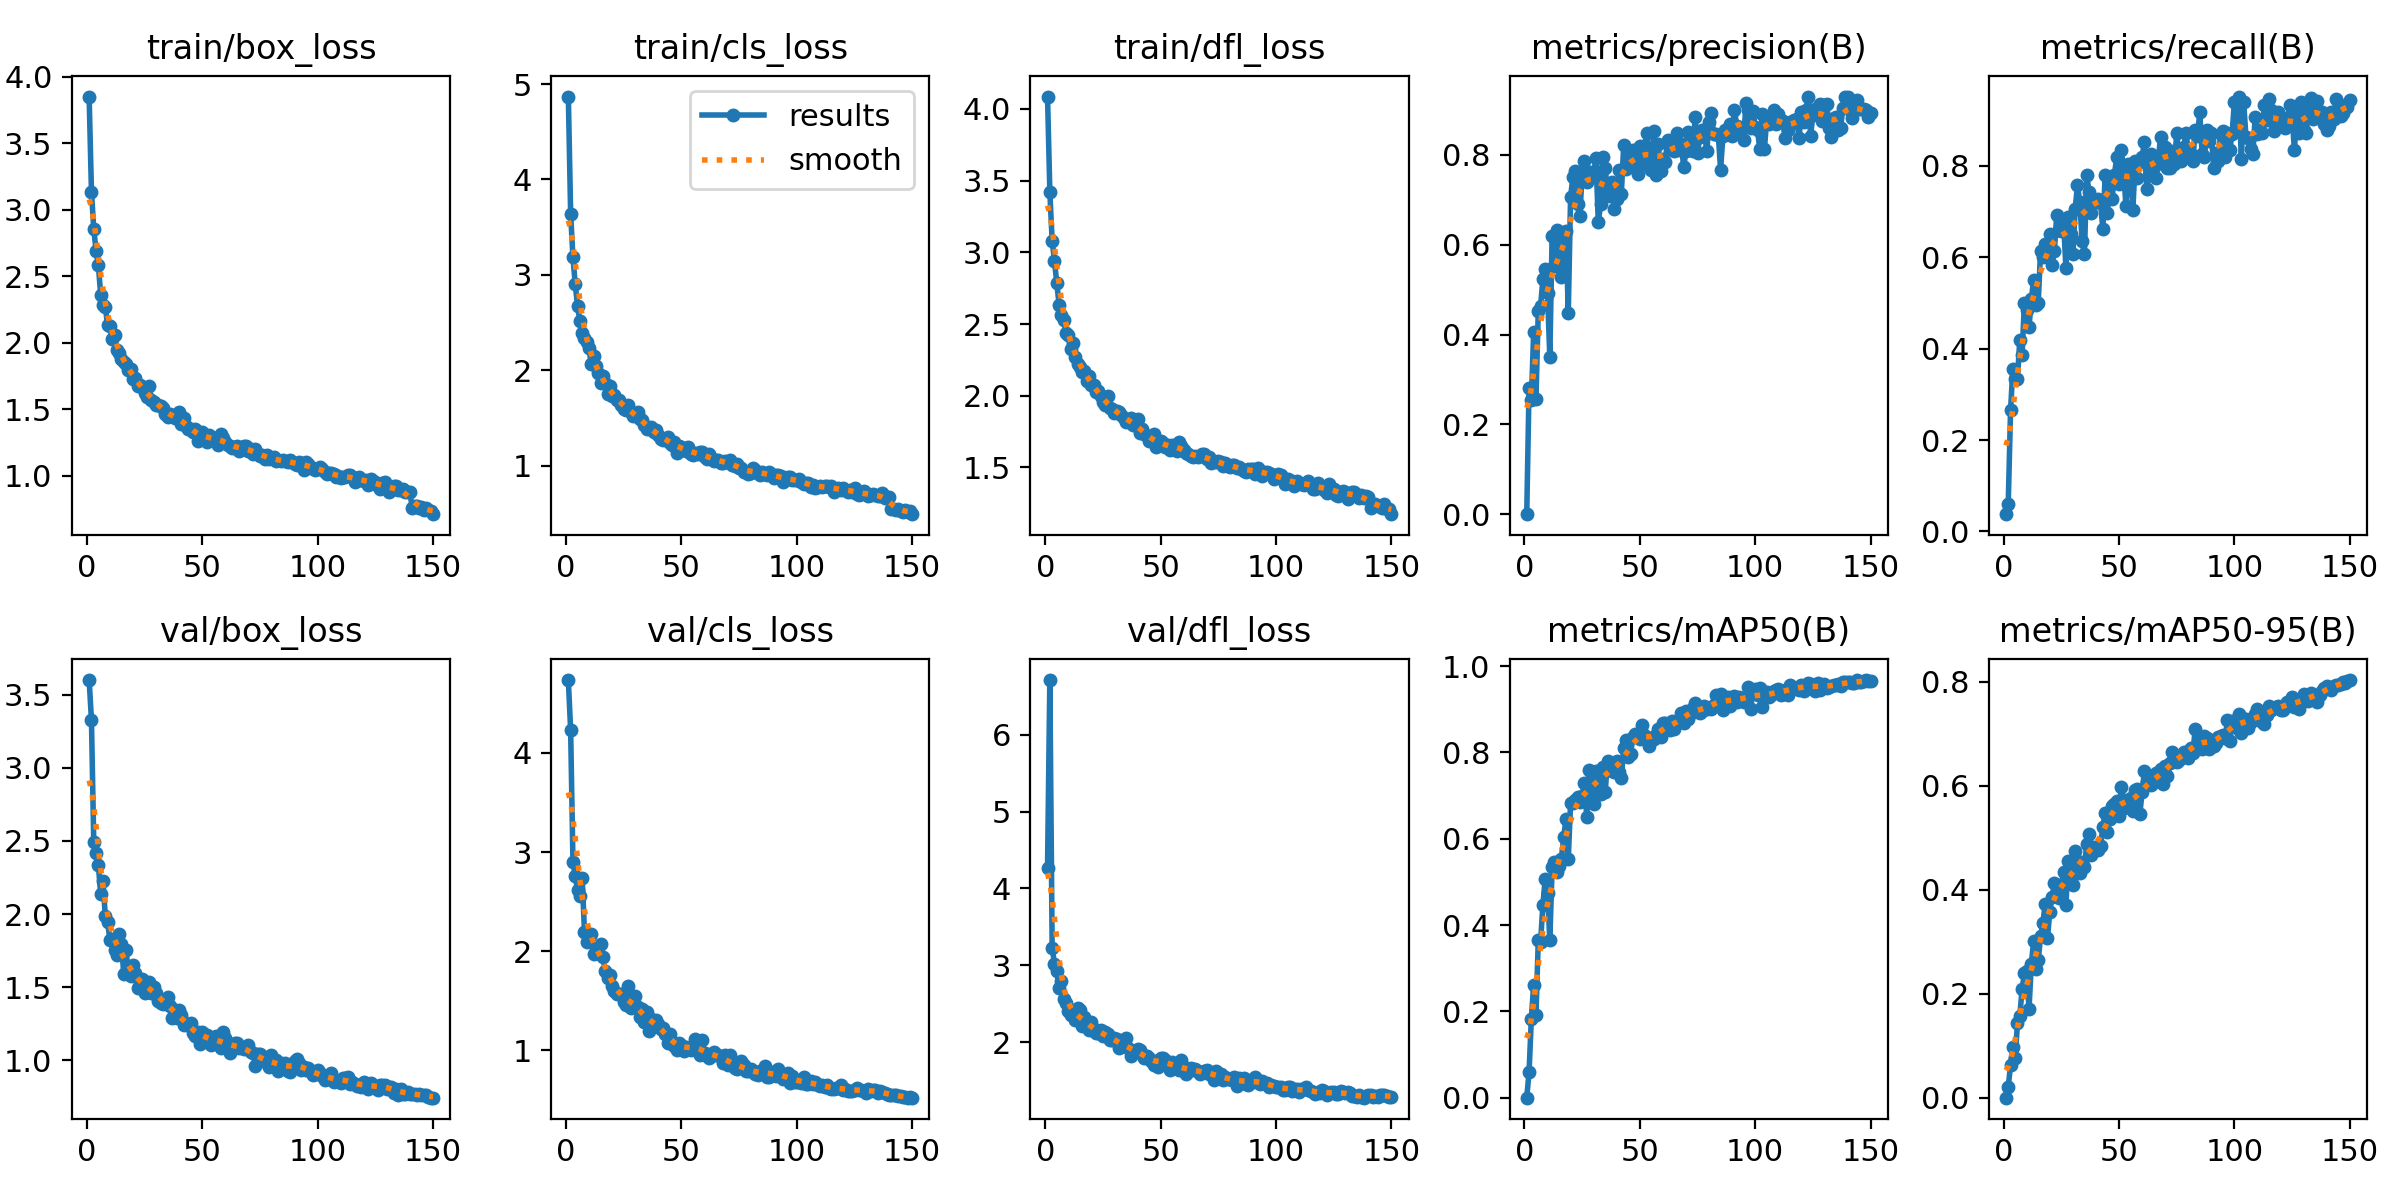 train/box_loss
4.0
3.5
3.0
2.5
2.0
1.5
1.0
0 50 100 150
train/cls_loss
results
smooth
5
4
3
2
1
0 50 100 150
train/dfl_loss
4.0
3.5
3.0
2.5
2.0
1.5
0 50 100 150
metrics/precision(B)
0.8
0.6
0.4
0.2
0.0
0 50 100 150
metrics/recall(B)
0.8
0.6
0.4
0.2
0.0
0 50 100 150
val/box_loss
3.5
3.0
2.5
2.0
1.5
1.0
0 50 100 150
val/cls_loss
4
3
2
1
0 50 100 150
val/dfl_loss
6
5
4
3
2
0 50 100 150
metrics/mAP50(B)
1.0
0.8
0.6
0.4
0.2
0.0
0 50 100 150
metrics/mAP50-95(B)
0.8
0.6
0.4
0.2
0.0
0 50 100 150